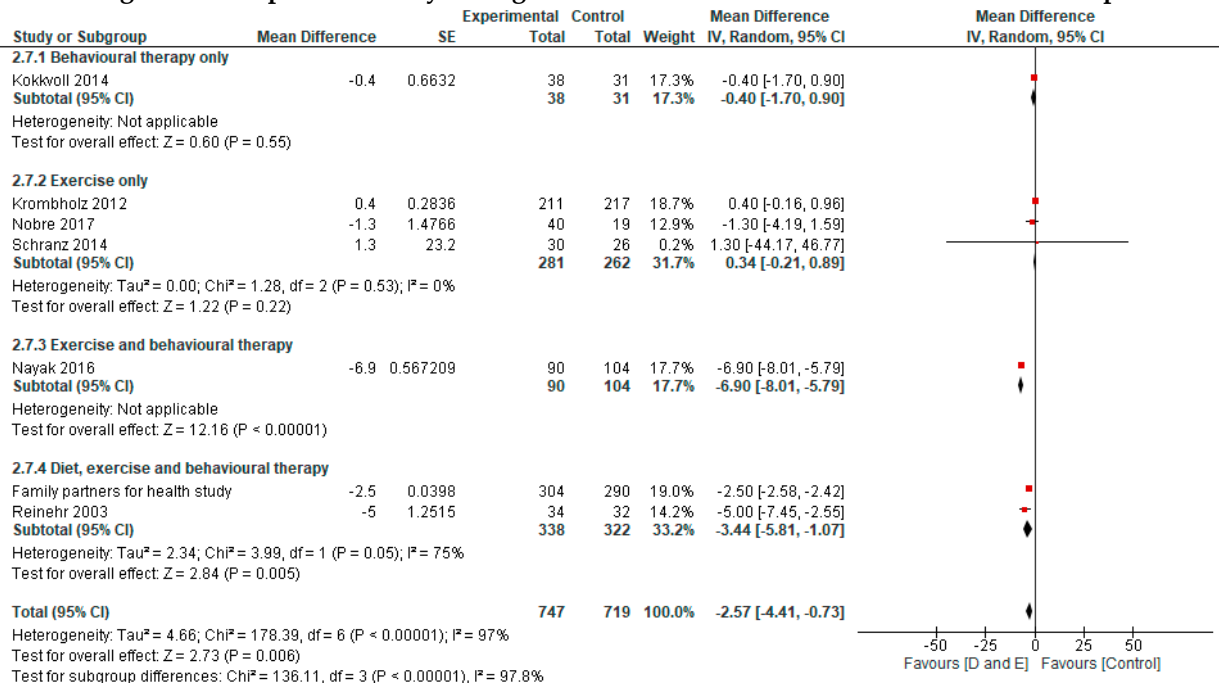 Experimental Control Mean Difference Mean Difference
Study or Subgroup Mean Difference SE Total Total Weight IV, Random, 95% CI IV, Random, 95% CI
2.7.1 Behavioural therapy only
Kokkvoll 2014 -0.4 0.6632 38 31 17.3% -0.40 [-1.70, 0.90]
Subtotal (95% CI) 38 31 17.3% -0.40 [-1.70, 0.90]
Heterogeneity: Not applicable
Test for overall effect: Z = 0.60 (P = 0.55)
2.7.2 Exercise only
Krombholz 2012 0.4 0.2836 211 217 18.7% 0.40 [-0.16, 0.96]
Nobre 2017 -1.3 1.4766 40 19 12.9% -1.30 [-4.19, 1.59]
Schranz 2014 1.3 23.2 30 26 0.2% 1.30 [-44.17, 46.77]
Subtotal (95% CI) 281 262 31.7% 0.34 [-0.21, 0.89]
Heterogeneity: Tau² = 0.00; Chi² = 1.28, df = 2 (P = 0.53); I² = 0%
Test for overall effect: Z = 1.22 (P = 0.22)
2.7.3 Exercise and behavioural therapy
Nayak 2016 -6.9 0.567209 90 104 17.7% -6.90 [-8.01, -5.79]
Subtotal (95% CI) 90 104 17.7% -6.90 [-8.01, -5.79]
Heterogeneity: Not applicable
Test for overall effect: Z = 12.16 (P < 0.00001)
2.7.4 Diet, exercise and behavioural therapy
Family partners for health study -2.5 0.0398 304 290 19.0% -2.50 [-2.58, -2.42]
Reinehr 2003 -5 1.2515 34 32 14.2% -5.00 [-7.45, -2.55]
Subtotal (95% CI) 338 322 33.2% -3.44 [-5.81, -1.07]
Heterogeneity: Tau² = 2.34; Chi² = 3.99, df = 1 (P = 0.05); I² = 75%
Test for overall effect: Z = 2.84 (P = 0.005)
Total (95% CI) 747 719 100.0% -2.57 [-4.41, -0.73]
Heterogeneity: Tau² = 4.66; Chi² = 178.39, df = 6 (P < 0.00001); I² = 97%
Test for overall effect: Z = 2.73 (P = 0.006)
Test for subgroup differences: Chi² = 136.11, df = 3 (P < 0.00001), I² = 97.8%
-50 -25 0 25 50
Favours [D and E] Favours [Control]